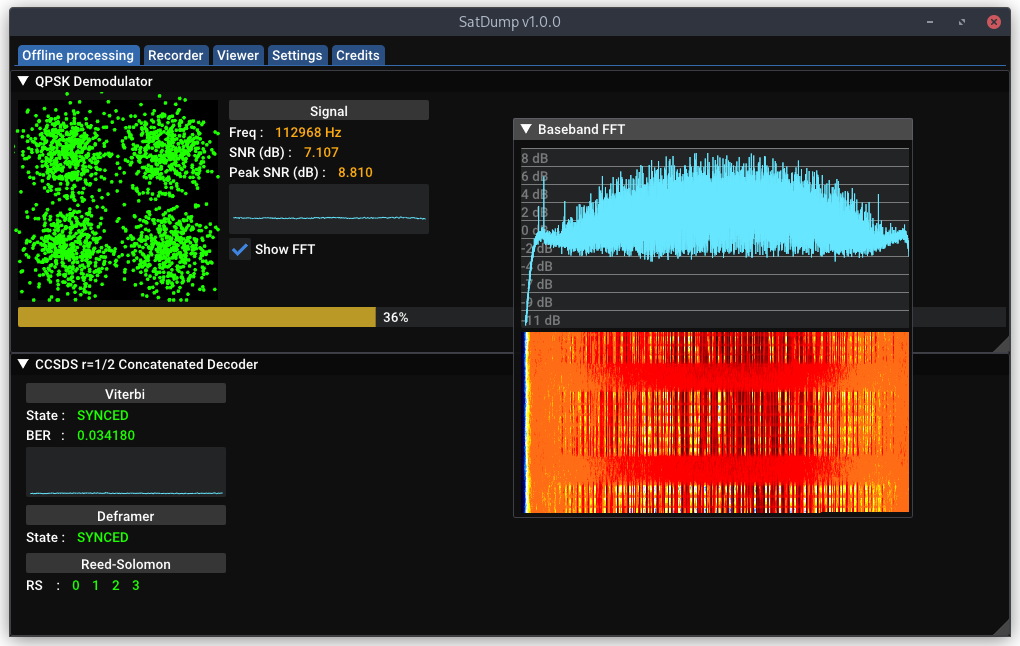 SatDump v1.0.0
Offline processing Recorder Viewer Settings Credits
QPSK Demodulator
Signal
Freq : 112968 Hz
SNR (dB) : 7.107
Peak SNR (dB) : 8.810
Show FFT
36%
Baseband FFT
8 dB
6 dB
4 dB
2 dB
0 dB
-2 dB
-4 dB
-7 dB
-9 dB
-11 dB
CCSDS r=1/2 Concatenated Decoder
Viterbi
State : SYNCED
BER : 0.034180
Deframer
State : SYNCED
Reed-Solomon
RS : 0 1 2 3